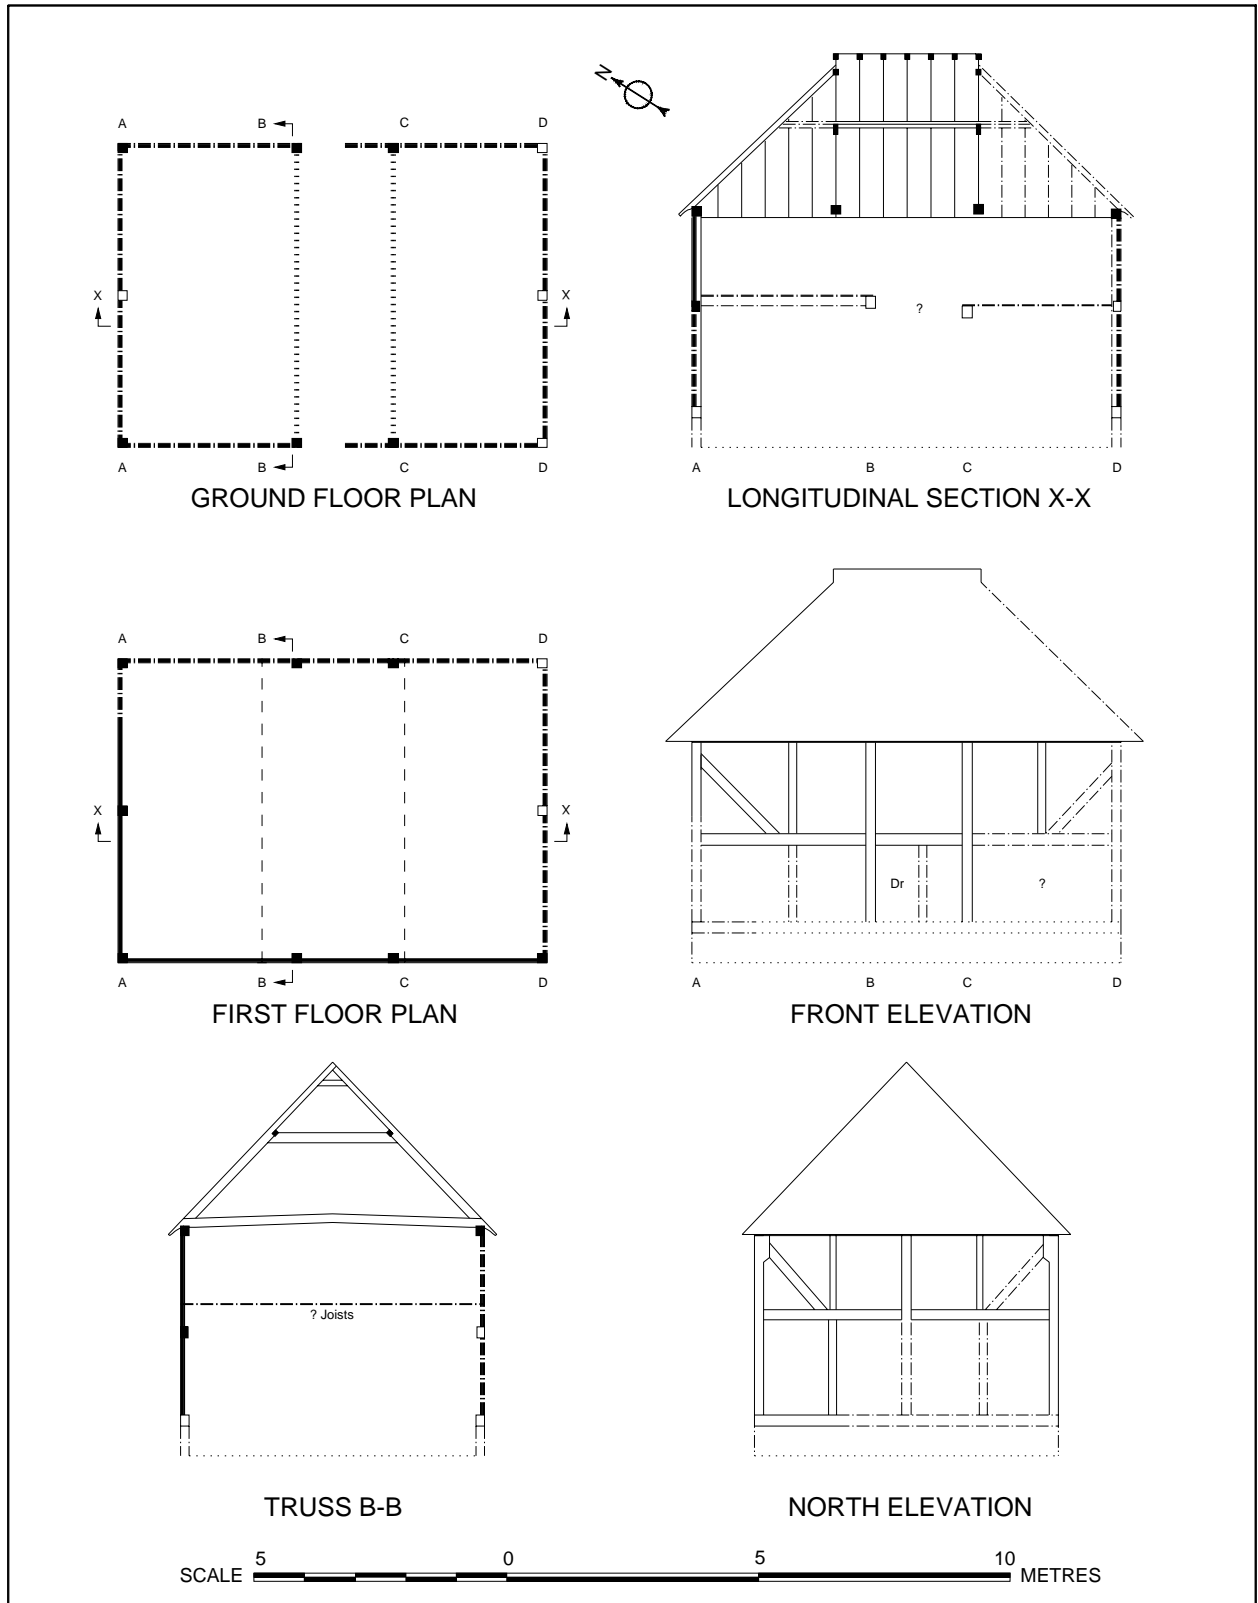 N
A B C D
X X
A B C D
GROUND FLOOR PLAN
?
A B C D
LONGITUDINAL SECTION X-X
A B C D
X X
A B C D
FIRST FLOOR PLAN
Dr ?
A B C D
FRONT ELEVATION
? Joists
TRUSS B-B
NORTH ELEVATION
5 0 5 10
SCALE METRES